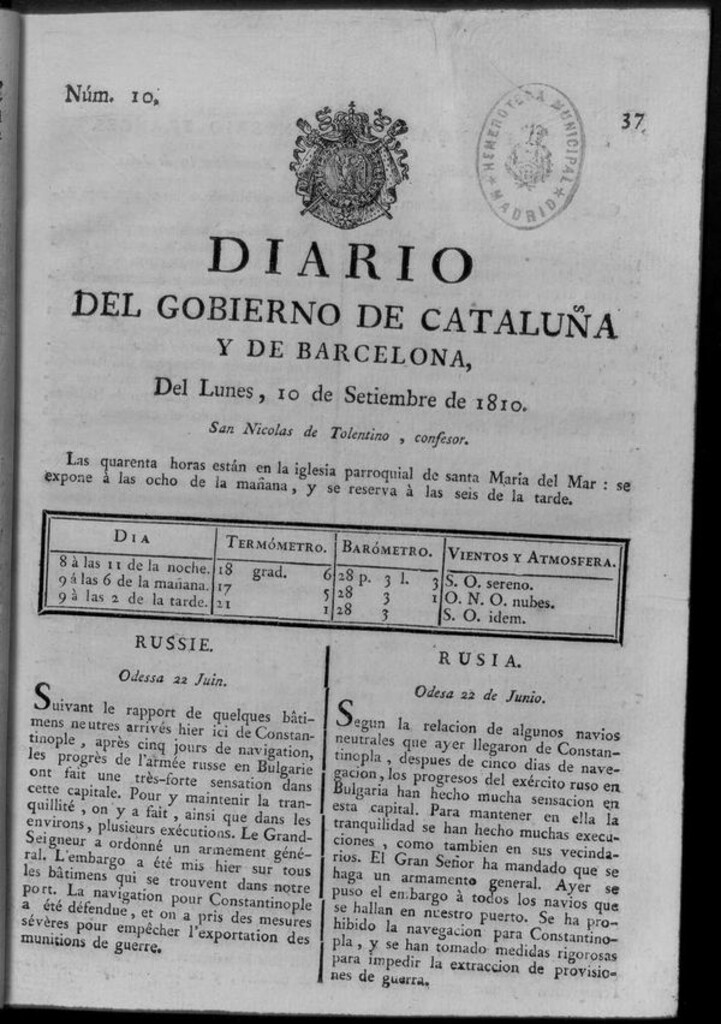 Núm. 10.
37
HEMEROTECA MUNICIPAL
MADRID
DIARIO
DEL GOBIERNO DE CATALUÑA
Y DE BARCELONA,
Del Lunes, 10 de Setiembre de 1810.
San Nicolas de Tolentino, confesor.
Las quarenta horas están en la iglesia parroquial de santa María del Mar: se
expone á las ocho de la mañana, y se reserva á las seis de la tarde.
DIA TERMÓMETRO. BARÓMETRO. VIENTOS Y ATMOSFERA.
8 á las 11 de la noche. 18 grad. 6 28 p. 3 l. 3 S. O. sereno.
9 á las 6 de la mañana. 17 5 28 3 1 O. N. O. nubes.
9 à las 2 de la tarde. 21 1 28 3 S. O. idem.
RUSSIE.
Odessa 22 Juin.
Suivant le rapport de quelques bâti-
mens neutres arrivés hier ici de Constan-
tinople, après cinq jours de navigation,
les progrès de l'armée russe en Bulgarie
ont fait une très-forte sensation dans
cette capitale. Pour y maintenir la tran-
quillité, on y a fait, ainsi que dans les
environs, plusieurs exécutions. Le Grand-
Seigneur a ordonné un armement géné-
ral. L'embargo a été mis hier sur tous
les bâtimens qui se trouvent dans notre
port. La navigation pour Constantinople
a été défendue, et on a pris des mesures
sévères pour empêcher l'exportation des
munitions de guerre.
RUSIA.
Odesa 22 de Junio.
Segun la relacion de algunos navios
neutrales que ayer llegaron de Constan-
tinopla, despues de cinco dias de nave-
gacion, los progresos del exército ruso en
Bulgaria han hecho mucha sensacion en
esta capital. Para mantener en ella la
tranquilidad se han hecho muchas execu-
ciones, como tambien en sus vecinda-
rios. El Gran Señor ha mandado que se
haga un armamento general. Ayer se
puso el embargo à todos los navios que
se hallan en nuestro puerto. Se ha pro-
hibido la navegacion para Constantino-
pla, y se han tomado medidas rigorosas
para impedir la extraccion de provisio-
nes de guerra.